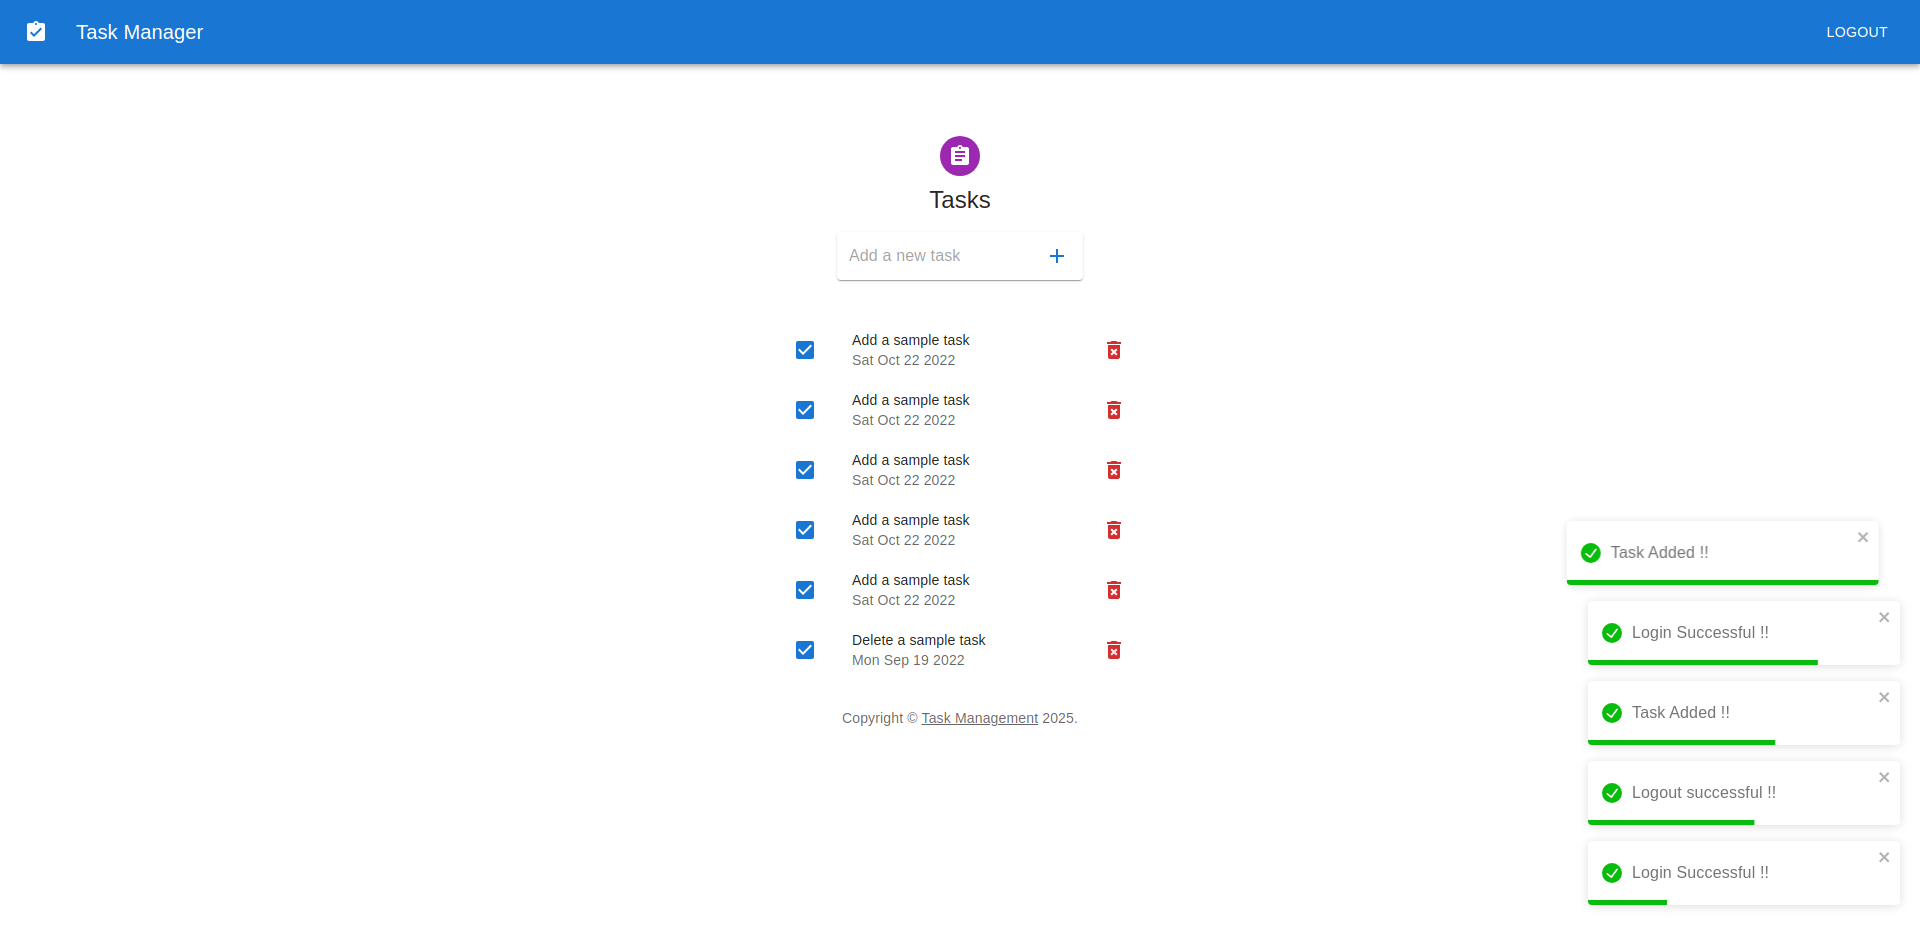 Task Manager
LOGOUT
Tasks
Add a new task
Add a sample task
Sat Oct 22 2022
Add a sample task
Sat Oct 22 2022
Add a sample task
Sat Oct 22 2022
Add a sample task
Sat Oct 22 2022
Add a sample task
Sat Oct 22 2022
Delete a sample task
Mon Sep 19 2022
Copyright © Task Management 2025.
Task Added !!
Login Successful !!
Task Added !!
Logout successful !!
Login Successful !!